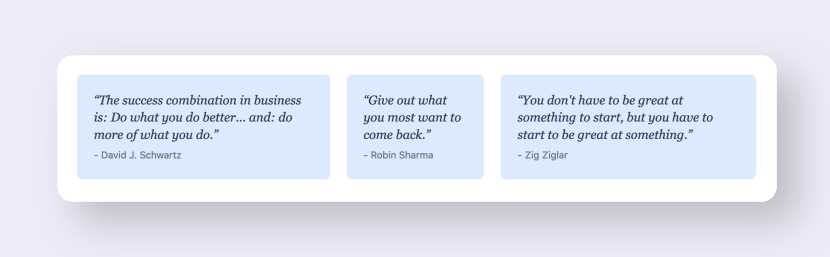 “The success combination in business
is: Do what you do better... and: do
more of what you do.”
- David J. Schwartz
“Give out what
you most want to
come back.”
- Robin Sharma
“You don't have to be great at
something to start, but you have to
start to be great at something.”
- Zig Ziglar